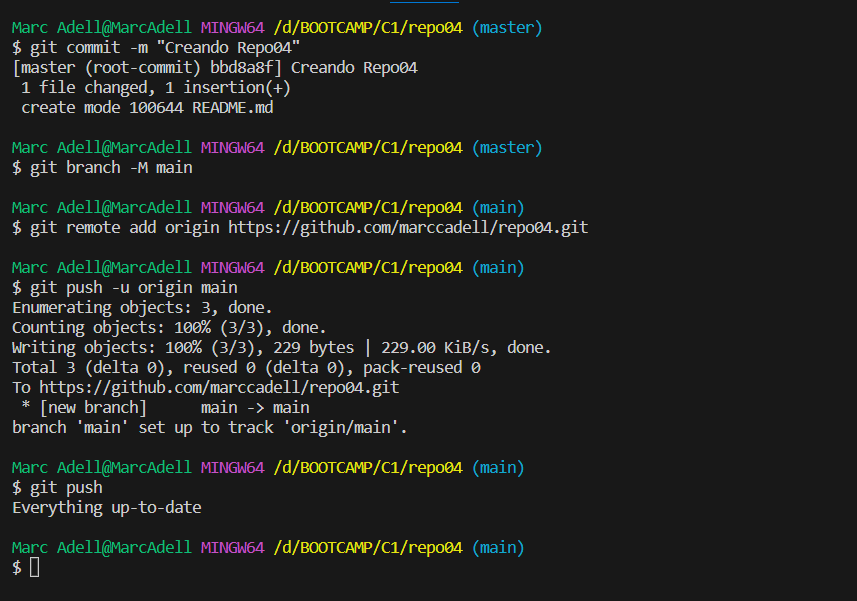 Marc Adell@MarcAdell MINGW64 /d/BOOTCAMP/C1/repo04 (master)
$ git commit -m "Creando Repo04"
[master (root-commit) bbd8a8f] Creando Repo04
 1 file changed, 1 insertion(+)
 create mode 100644 README.md

Marc Adell@MarcAdell MINGW64 /d/BOOTCAMP/C1/repo04 (master)
$ git branch -M main

Marc Adell@MarcAdell MINGW64 /d/BOOTCAMP/C1/repo04 (main)
$ git remote add origin https://github.com/marccadell/repo04.git

Marc Adell@MarcAdell MINGW64 /d/BOOTCAMP/C1/repo04 (main)
$ git push -u origin main
Enumerating objects: 3, done.
Counting objects: 100% (3/3), done.
Writing objects: 100% (3/3), 229 bytes | 229.00 KiB/s, done.
Total 3 (delta 0), reused 0 (delta 0), pack-reused 0
To https://github.com/marccadell/repo04.git
 * [new branch]      main -> main
branch 'main' set up to track 'origin/main'.

Marc Adell@MarcAdell MINGW64 /d/BOOTCAMP/C1/repo04 (main)
$ git push
Everything up-to-date

Marc Adell@MarcAdell MINGW64 /d/BOOTCAMP/C1/repo04 (main)
$